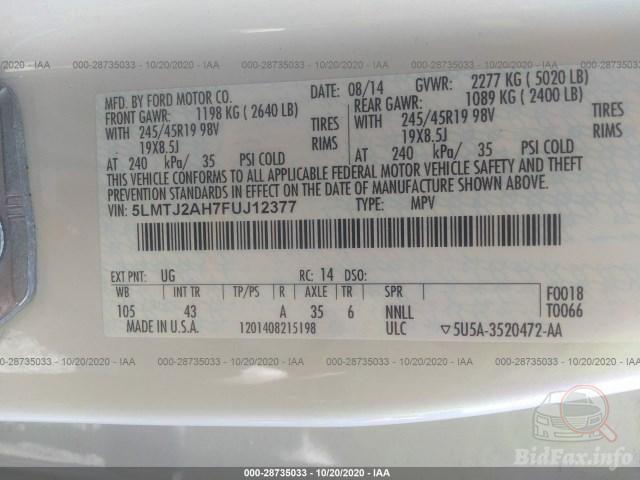 000-28735033 - 10/20/2020 - IAA
MFD. BY FORD MOTOR CO. DATE: 08/14 GVWR: 2277 KG ( 5020 LB)
FRONT GAWR: 1198 KG ( 2640 LB) REAR GAWR: 1089 KG ( 2400 LB)
WITH 245/45R19 98V TIRES WITH 245/45R19 98V TIRES
19X8.5J RIMS 19X8.5J RIMS
AT 240 kPa/ 35 PSI COLD AT 240 kPa/ 35 PSI COLD
THIS VEHICLE CONFORMS TO ALL APPLICABLE FEDERAL MOTOR VEHICLE SAFETY AND THEFT
PREVENTION STANDARDS IN EFFECT ON THE DATE OF MANUFACTURE SHOWN ABOVE.
VIN: 5LMTJ2AH7FUJ12377 TYPE: MPV
EXT PNT: UG RC: 14 DSO:
WB INT TR TP/PS R AXLE TR SPR F0018
105 43 A 35 6 NNLL T0066
MADE IN U.S.A. 1201408215198 ULC ▽5U5A-3520472-AA
000-28735033 - 10/20/2020 - IAA
BidFax.info
000-28735033 - 10/20/2020 - IAA